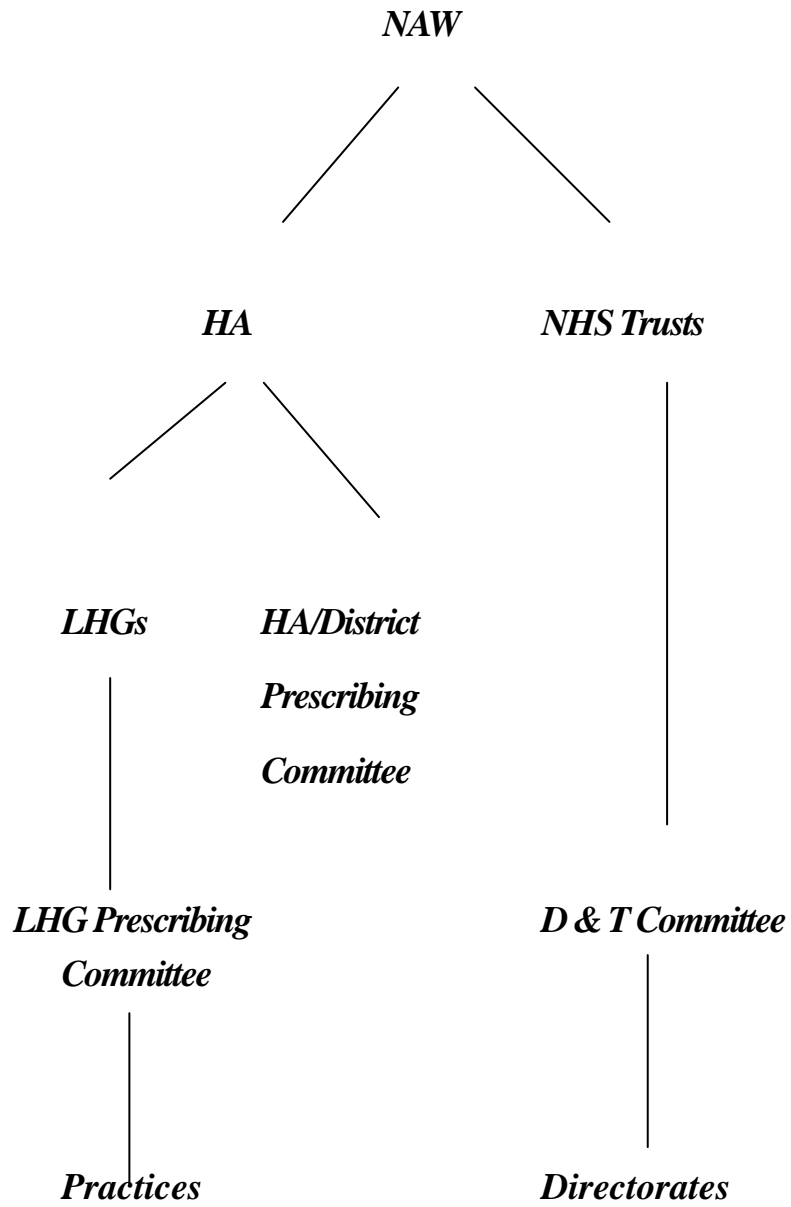 NAW
HA
NHS Trusts
LHGs
HA/District
Prescribing
Committee
LHG Prescribing
Committee
D & T Committee
Practices
Directorates